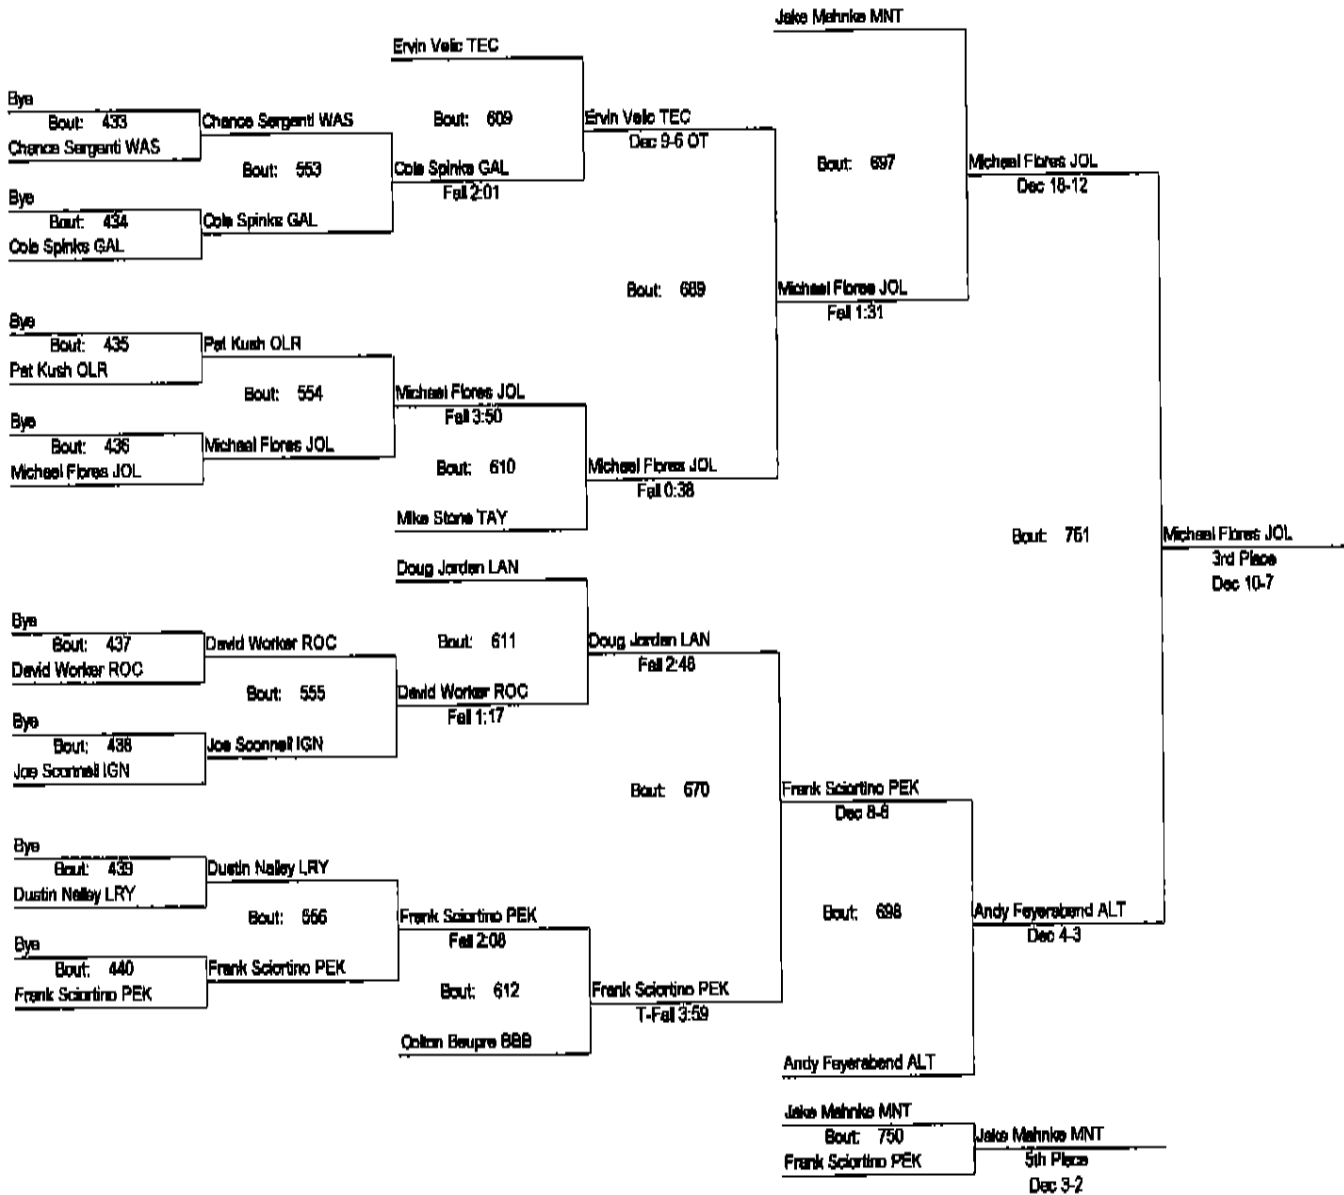 Jake Mahnke MNT
Ervin Velic TEC
Bye
Bout: 433
Chance Serganti WAS
Chance Serganti WAS
Bout: 553
Bye
Bout: 434
Cole Spinks GAL
Cole Spinks GAL
Bout: 609
Cole Spinks GAL
Fall 2:01
Ervin Velic TEC
Dec 9-6 OT
Bout: 697
Michael Flores JOL
Dec 18-12
Bout: 689
Michael Flores JOL
Fall 1:31
Bye
Bout: 435
Pat Kush OLR
Pat Kush OLR
Bout: 554
Bye
Bout: 436
Michael Flores JOL
Michael Flores JOL
Michael Flores JOL
Fall 3:50
Bout: 610
Mike Stone TAY
Michael Flores JOL
Fall 0:38
Bout: 751
Michael Flores JOL
3rd Place
Dec 10-7
Doug Jordan LAN
Bye
Bout: 437
David Worker ROC
David Worker ROC
Bout: 555
Bye
Bout: 438
Joe Sconnell IGN
Joe Sconnell IGN
Bout: 611
David Worker ROC
Fall 1:17
Doug Jordan LAN
Fall 2:48
Bout: 670
Frank Sciortino PEK
Dec 8-6
Bye
Bout: 439
Dustin Nailey LRY
Dustin Nailey LRY
Bout: 556
Bye
Bout: 440
Frank Sciortino PEK
Frank Sciortino PEK
Frank Sciortino PEK
Fall 2:08
Bout: 612
Colton Beupre BBB
Frank Sciortino PEK
T-Fall 3:59
Bout: 698
Andy Feyerabend ALT
Dec 4-3
Andy Feyerabend ALT
Jake Mahnke MNT
Bout: 750
Frank Sciortino PEK
Jake Mahnke MNT
5th Place
Dec 3-2